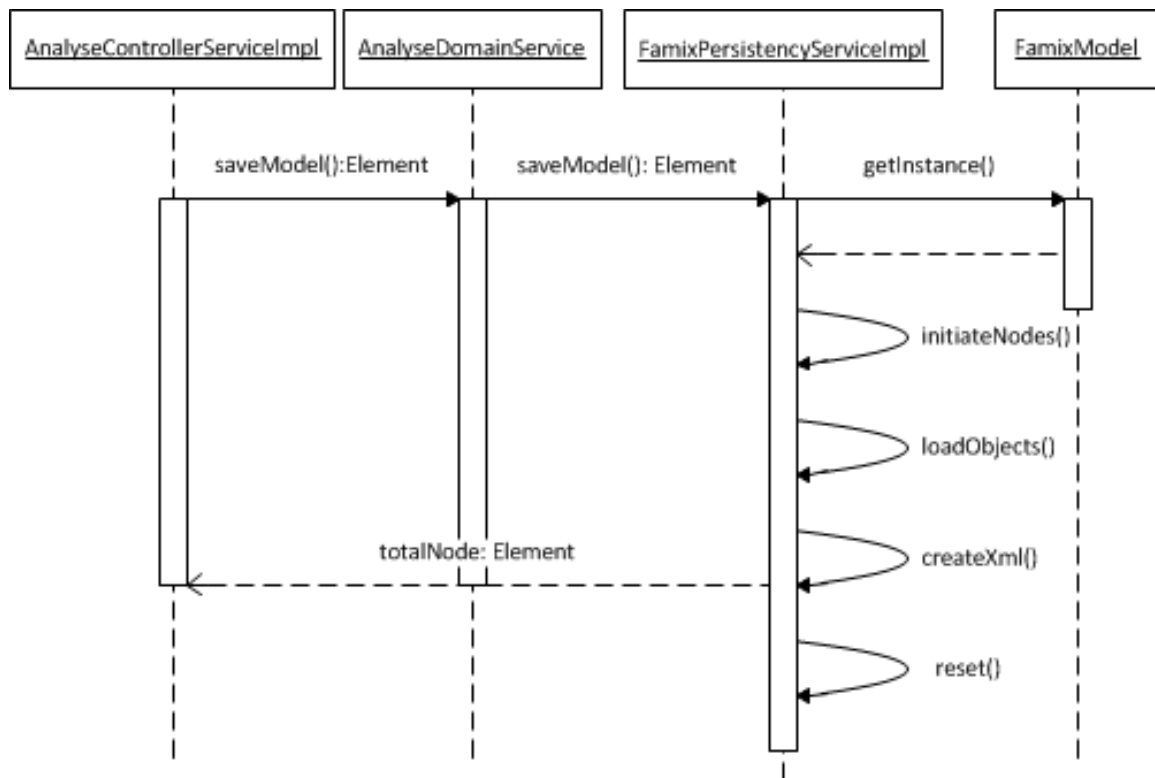 AnalyseControllerServiceImpl
AnalyseDomainService
FamixPersistencyServiceImpl
FamixModel
saveModel():Element
saveModel(): Element
getInstance()
initiateNodes()
loadObjects()
totalNode: Element
createXml()
reset()